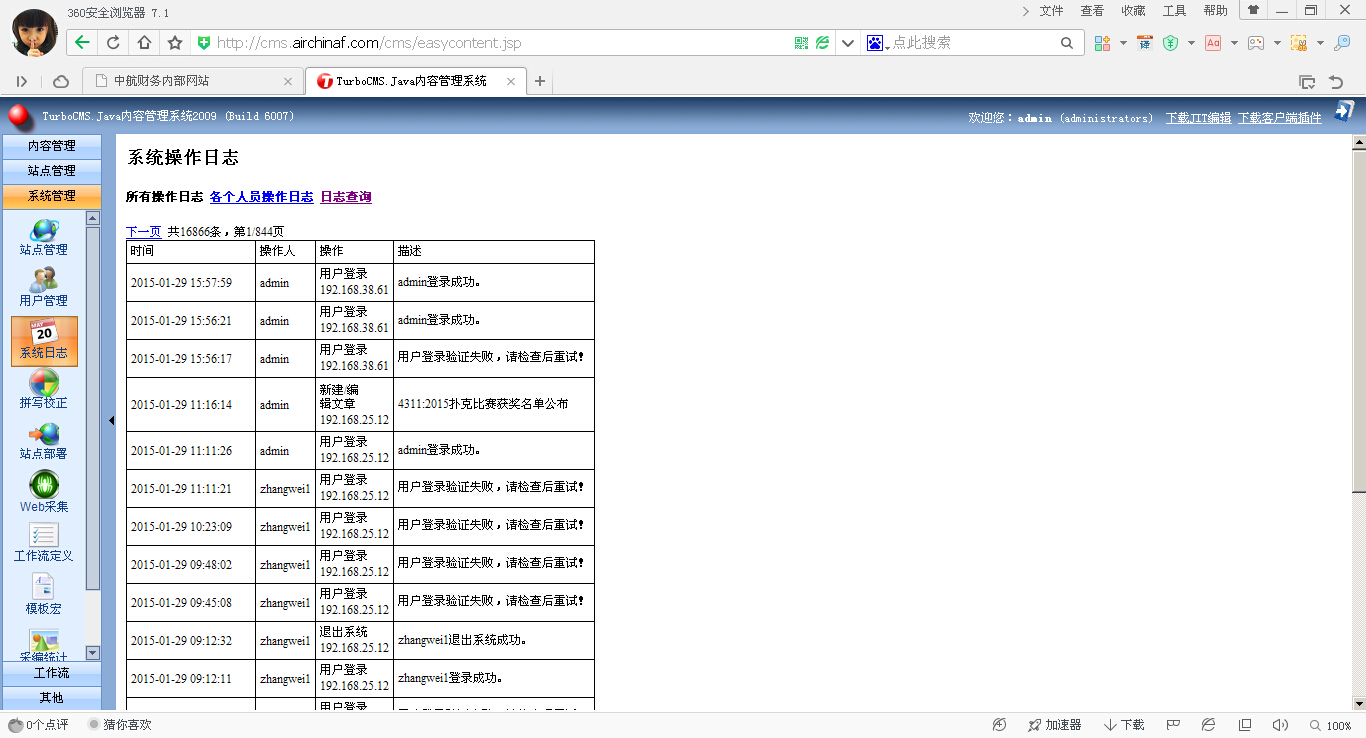 360安全浏览器 7.1
文件 查看 收藏 工具 帮助
http://cms.airchinaf.com/cms/easycontent.jsp
点此搜索
中航财务内部网站
TurboCMS.Java内容管理系统
TurboCMS.Java内容管理系统2009 (Build 6007)
欢迎您：admin (administrators) 下载JIT编辑 下载客户端插件
内容管理
站点管理
系统管理
站点管理
用户管理
MAY
20
系统日志
拼写校正
站点部署
Web采集
工作流定义
模板宏
采编统计
工作流
其他
系统操作日志
所有操作日志 各个人员操作日志 日志查询
下一页 共16866条，第1/844页
时间 操作人 操作 描述
2015-01-29 15:57:59 admin 用户登录 192.168.38.61 admin登录成功。
2015-01-29 15:56:21 admin 用户登录 192.168.38.61 admin登录成功。
2015-01-29 15:56:17 admin 用户登录 192.168.38.61 用户登录验证失败，请检查后重试!
2015-01-29 11:16:14 admin 新建/编辑文章 192.168.25.12 4311:2015扑克比赛获奖名单公布
2015-01-29 11:11:26 admin 用户登录 192.168.25.12 admin登录成功。
2015-01-29 11:11:21 zhangwei1 用户登录 192.168.25.12 用户登录验证失败，请检查后重试!
2015-01-29 10:23:09 zhangwei1 用户登录 192.168.25.12 用户登录验证失败，请检查后重试!
2015-01-29 09:48:02 zhangwei1 用户登录 192.168.25.12 用户登录验证失败，请检查后重试!
2015-01-29 09:45:08 zhangwei1 用户登录 192.168.25.12 用户登录验证失败，请检查后重试!
2015-01-29 09:12:32 zhangwei1 退出系统 192.168.25.12 zhangwei1退出系统成功。
2015-01-29 09:12:11 zhangwei1 用户登录 192.168.25.12 zhangwei1登录成功。
用户登录
0个点评 猜你喜欢
加速器 下载 100%